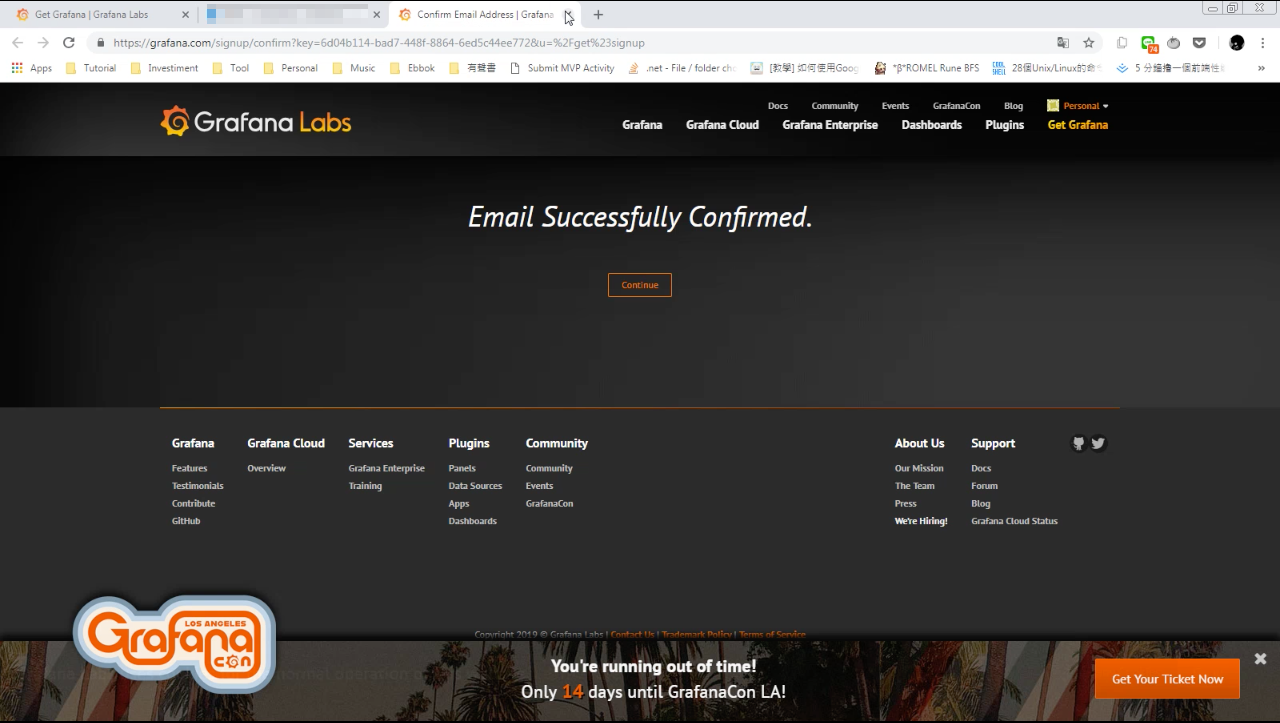 Get Grafana | Grafana Labs
Confirm Email Address | Grafana
https://grafana.com/signup/confirm?key=6d04b114-bad7-448f-8864-6ed5c44ee772&u=%2Fget%23signup
74
Apps
Tutorial
Investiment
Tool
Personal
Music
Ebbok
有聲書
Submit MVP Activity
.net - File / folder cho
[教學] 如何使用Goog
*β*ROMEL Rune BFS
COOL SHELL
28個Unix/Linux的命
5 分鐘擼一個前端性
»
Docs
Community
Events
GrafanaCon
Blog
Personal
Grafana Labs
Grafana
Grafana Cloud
Grafana Enterprise
Dashboards
Plugins
Get Grafana
Email Successfully Confirmed.
Continue
Grafana
Features
Testimonials
Contribute
GitHub
Grafana Cloud
Overview
Services
Grafana Enterprise
Training
Plugins
Panels
Data Sources
Apps
Dashboards
Community
Community
Events
GrafanaCon
About Us
Our Mission
The Team
Press
We're Hiring!
Support
Docs
Forum
Blog
Grafana Cloud Status
Copyright 2019 © Grafana Labs | Contact Us | Trademark Policy | Terms of Service
LOS ANGELES
Grafana
con
You're running out of time!
Only 14 days until GrafanaCon LA!
Get Your Ticket Now